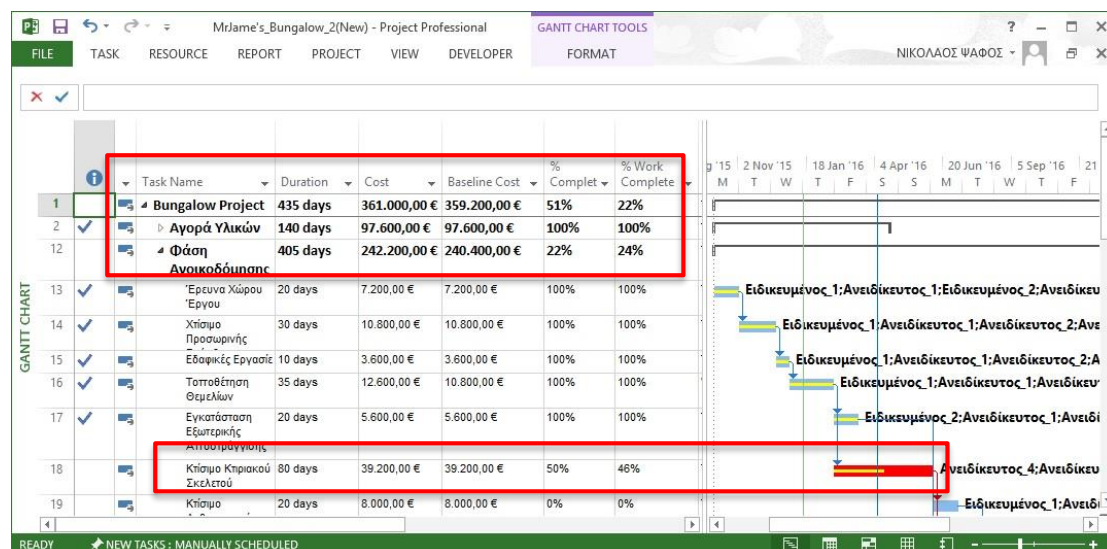 MrJame's_Bungalow_2(New) - Project Professional
GANTT CHART TOOLS
FILE TASK RESOURCE REPORT PROJECT VIEW DEVELOPER FORMAT
ΝΙΚΟΛΑΟΣ ΨΑΦΟΣ
Task Name Duration Cost Baseline Cost % Complet % Work Complete
g '15 2 Nov '15 18 Jan '16 4 Apr '16 20 Jun '16 5 Sep '16 21
M T W T F S S M T W T F
1 Bungalow Project 435 days 361.000,00 € 359.200,00 € 51% 22%
2 Αγορά Υλικών 140 days 97.600,00 € 97.600,00 € 100% 100%
12 Φάση 405 days 242.200,00 € 240.400,00 € 22% 24%
Ανοικοδόμησης
13 Έρευνα Χώρου 20 days 7.200,00 € 7.200,00 € 100% 100% Ειδικευμένος_1;Ανειδίκευτος_1;Ειδικευμένος_2;Ανειδίκευ
Έργου
14 Χτίσιμο 30 days 10.800,00 € 10.800,00 € 100% 100% Ειδικευμένος_1;Ανειδίκευτος_1;Ανειδίκευτος_2;Ανε
Προσωρινής
15 Εδαφικές Εργασίε 10 days 3.600,00 € 3.600,00 € 100% 100% Ειδικευμένος_1;Ανειδίκευτος_1;Ανειδίκευτος_2;Α
16 Τοποθέτηση 35 days 12.600,00 € 10.800,00 € 100% 100% Ειδικευμένος_1;Ανειδίκευτος_1;Ανειδίκευ
Θεμελίων
17 Εγκατάσταση 20 days 5.600,00 € 5.600,00 € 100% 100% Ειδικευμένος_2;Ανειδίκευτος_1;Ανειδί
Εξωτερικής
Αποστράγγισης
18 Κτίσιμο Κτιριακού 80 days 39.200,00 € 39.200,00 € 50% 46% Ανειδίκευτος_4;Ανειδίκευ
Σκελετού
19 Κτίσιμο 20 days 8.000,00 € 8.000,00 € 0% 0% Ειδικευμένος_1;Ανειδι
GANTT CHART
READY NEW TASKS : MANUALLY SCHEDULED